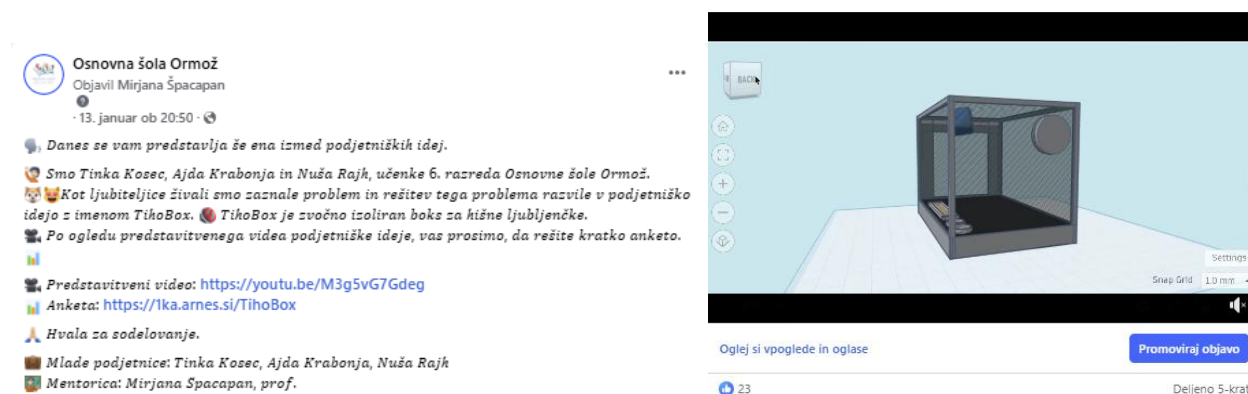 Osnovna šola Ormož
Objavil Mirjana Špacapan
· 13. januar ob 20:50 ·
Danes se vam predstavlja še ena izmed podjetniških idej.
Smo Tinka Kosec, Ajda Krabonja in Nuša Rajh, učenke 6. razreda Osnovne šole Ormož.
Kot ljubiteljice živali smo zaznale problem in rešitev tega problema razvile v podjetniško
idejo z imenom TihoBox. TihoBox je zvočno izoliran boks za hišne ljubljenčke.
Po ogledu predstavitvenega videa podjetniške ideje, vas prosimo, da rešite kratko anketo.
Predstavitveni video: https://youtu.be/M3g5vG7Gdeg
Anketa: https://1ka.arnes.si/TihoBox
Hvala za sodelovanje.
Mlade podjetnice: Tinka Kosec, Ajda Krabonja, Nuša Rajh
Mentorica: Mirjana Spacapan, prof.
BACK
Settings
Snap Grid 1.0 mm
Oglej si vpoglede in oglase
Promoviraj objavo
23
Deljeno 5-krat